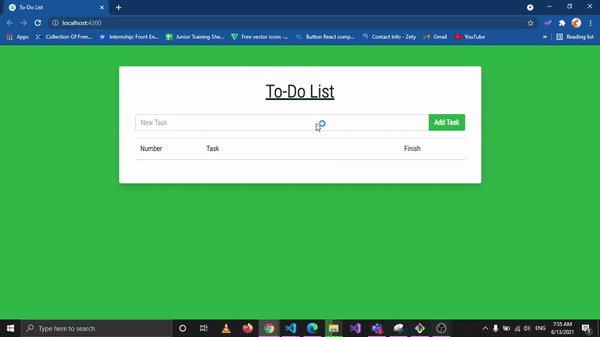 To-Do List
localhost:4200
Apps Collection Of Free... Internship: Front En... Junior Training She... Free vector icons -... Button React comp... Contact Info - Zety Gmail YouTube » Reading list
To-Do List
New Task Add Task
Number Task Finish
Type here to search
ENG
7:55 AM
6/13/2021